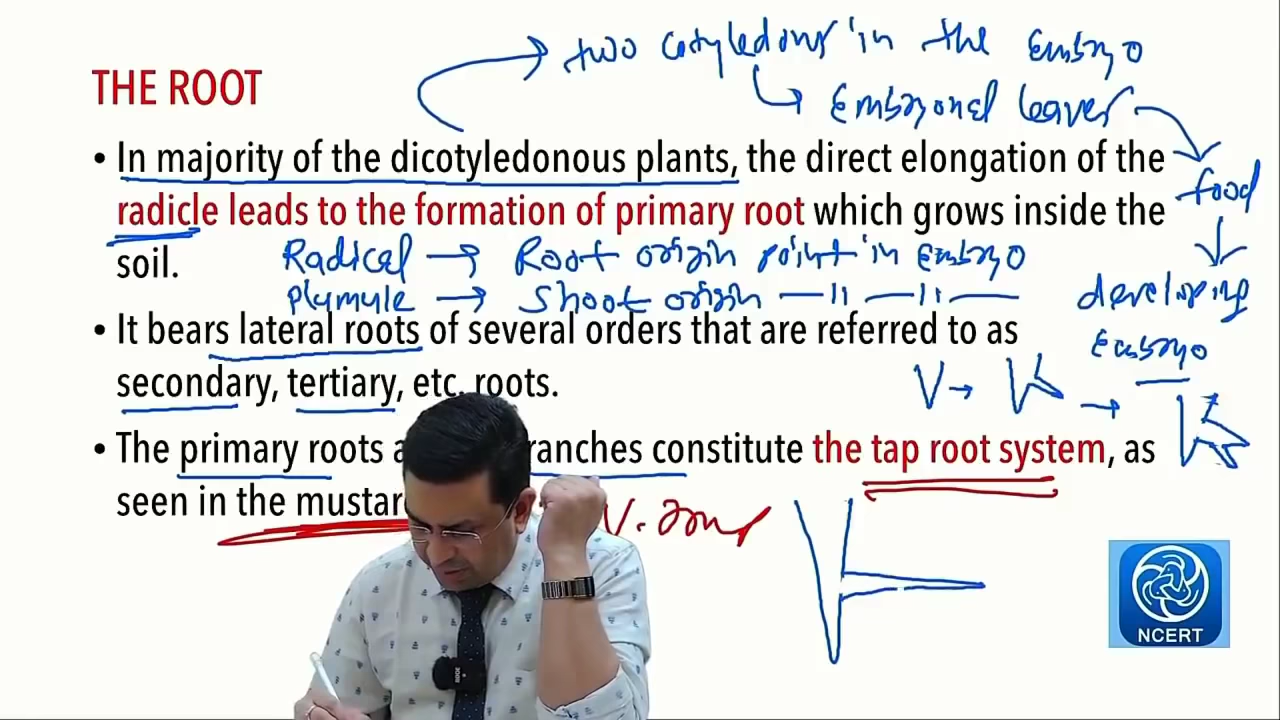 two cotyledons in the Embryo
THE ROOT
Embryonal leaves
• In majority of the dicotyledonous plants, the direct elongation of the
food
radicle leads to the formation of primary root which grows inside the
soil.
Radical → Root origin point in Embryo
Plumule → Shoot origin — 11 — 11 —
developing
Embryo
• It bears lateral roots of several orders that are referred to as
secondary, tertiary, etc. roots.
• The primary roots a ranches constitute the tap root system, as
seen in the mustar
V.
NCERT